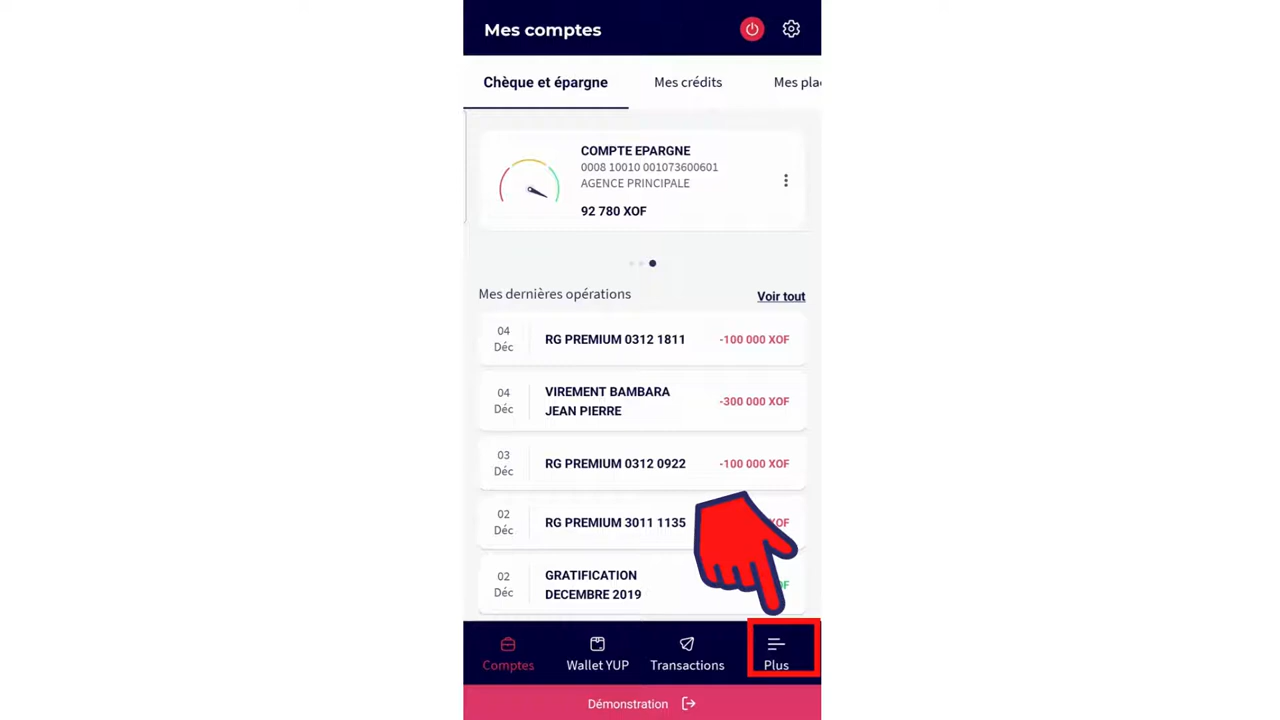 Mes comptes
Chèque et épargne Mes crédits Mes plac
COMPTE EPARGNE
0008 10010 001073600601
AGENCE PRINCIPALE
92 780 XOF
Mes dernières opérations Voir tout
04 Déc RG PREMIUM 0312 1811 -100 000 XOF
04 Déc VIREMENT BAMBARA JEAN PIERRE -300 000 XOF
03 Déc RG PREMIUM 0312 0922 -100 000 XOF
02 Déc RG PREMIUM 3011 1135 XOF
02 Déc GRATIFICATION DECEMBRE 2019
Comptes Wallet YUP Transactions Plus
Démonstration